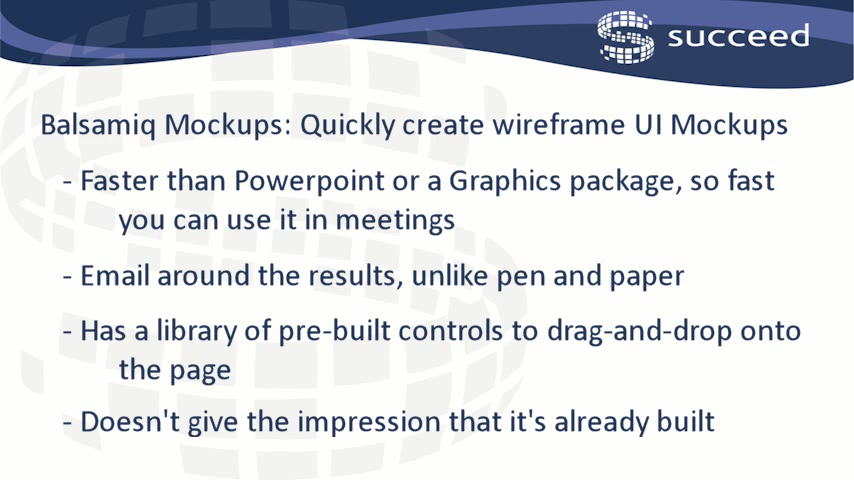 succeed
Balsamiq Mockups: Quickly create wireframe UI Mockups
- Faster than Powerpoint or a Graphics package, so fast
you can use it in meetings
- Email around the results, unlike pen and paper
- Has a library of pre-built controls to drag-and-drop onto
the page
- Doesn't give the impression that it's already built